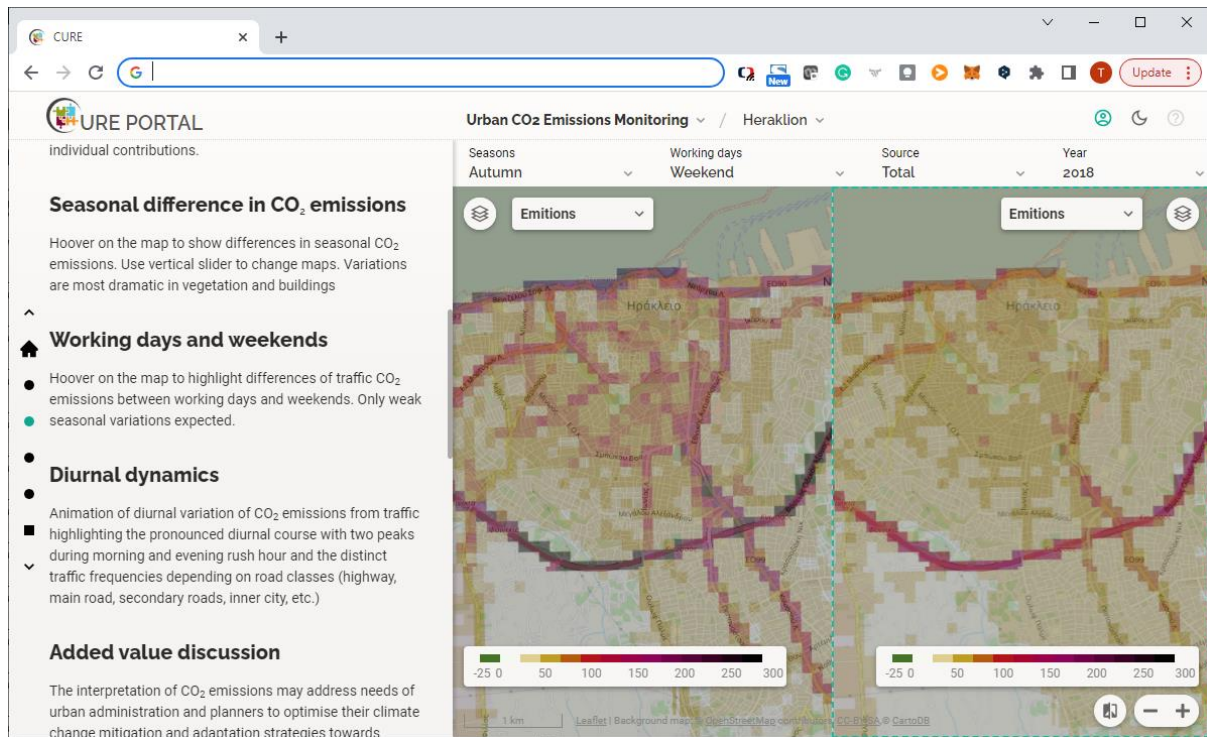 CURE
New
T
Update
URE PORTAL
Urban CO2 Emissions Monitoring / Heraklion
individual contributions.
Seasons Working days Source Year
Autumn Weekend Total 2018
Seasonal difference in CO₂ emissions
Emitions Emitions
Hoover on the map to show differences in seasonal CO₂
emissions. Use vertical slider to change maps. Variations
are most dramatic in vegetation and buildings
Ηράκλειο Ηράκλειο
EO90
Working days and weekends
Hoover on the map to highlight differences of traffic CO₂
emissions between working days and weekends. Only weak
seasonal variations expected.
Diurnal dynamics
Animation of diurnal variation of CO₂ emissions from traffic
highlighting the pronounced diurnal course with two peaks
during morning and evening rush hour and the distinct
traffic frequencies depending on road classes (highway,
main road, secondary roads, inner city, etc.)
EO99 EO99
Added value discussion
-25 0 50 100 150 200 250 300
-25 0 50 100 150 200 250 300
The interpretation of CO₂ emissions may address needs of
urban administration and planners to optimise their climate
change mitigation and adaptation strategies towards
1 km
Leaflet | Background map: © OpenStreetMap contributors, CC-BY-SA, © CartoDB